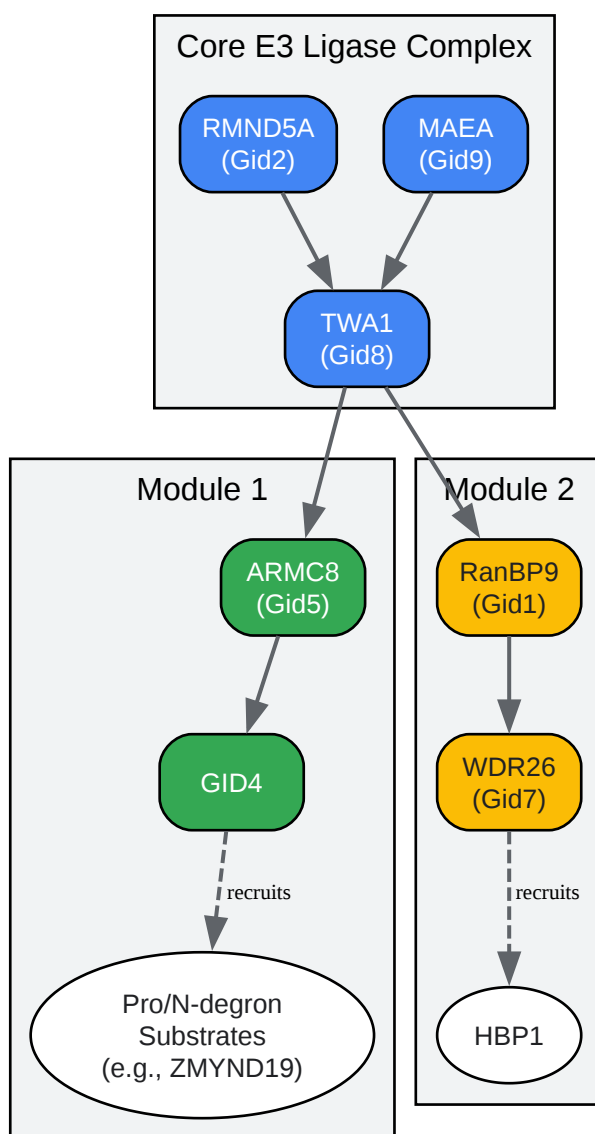 Core E3 Ligase Complex
RMND5A
(Gid2)
MAEA
(Gid9)
TWA1
(Gid8)
Module 1
ARMC8
(Gid5)
GID4
recruits
Pro/N-degron
Substrates
(e.g., ZMYND19)
Module 2
RanBP9
(Gid1)
WDR26
(Gid7)
recruits
HBP1